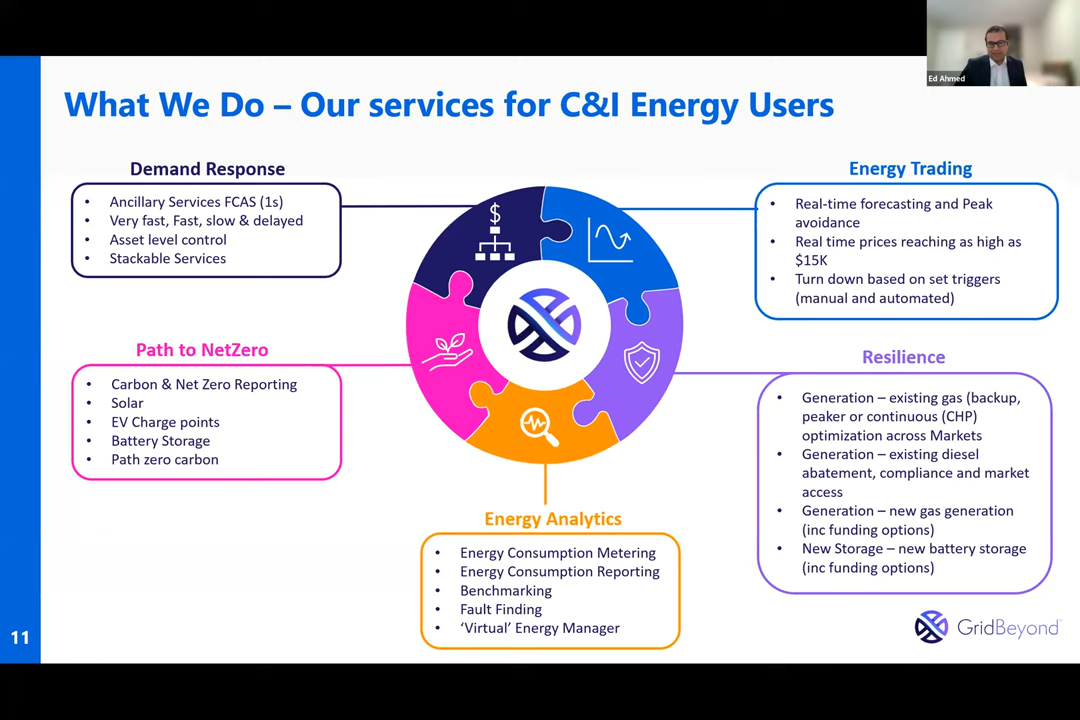 Ed Ahmed
What We Do – Our services for C&I Energy Users
Demand Response
• Ancillary Services FCAS (1s)
• Very fast, Fast, slow & delayed
• Asset level control
• Stackable Services
Energy Trading
• Real-time forecasting and Peak
avoidance
• Real time prices reaching as high as
$15K
• Turn down based on set triggers
(manual and automated)
$
Path to NetZero
• Carbon & Net Zero Reporting
• Solar
• EV Charge points
• Battery Storage
• Path zero carbon
Resilience
• Generation – existing gas (backup,
peaker or continuous (CHP)
optimization across Markets
• Generation – existing diesel
abatement, compliance and market
access
• Generation – new gas generation
(inc funding options)
• New Storage – new battery storage
(inc funding options)
Energy Analytics
• Energy Consumption Metering
• Energy Consumption Reporting
• Benchmarking
• Fault Finding
• ‘Virtual’ Energy Manager
11
GridBeyond